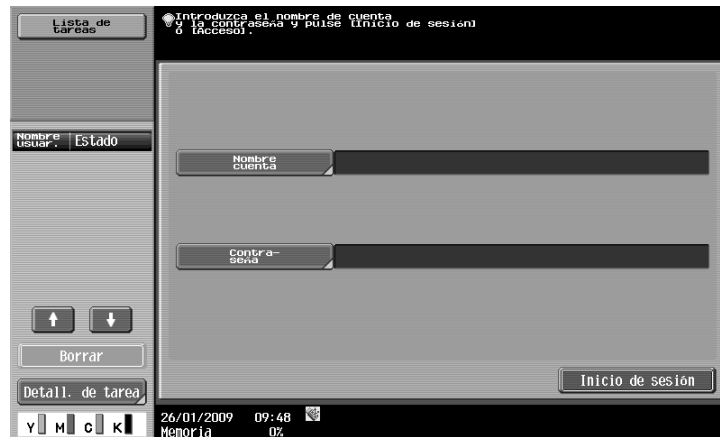 Lista de
tareas
Introduzca el nombre de cuenta
y la contraseña y pulse [Inicio de sesión]
o [Acceso].
Nombre
usuar.
Estado
Nombre
cuenta
Contra-
seña
Borrar
Detall. de tarea
Inicio de sesión
Y M C K
26/01/2009 09:48
Memoria 0%